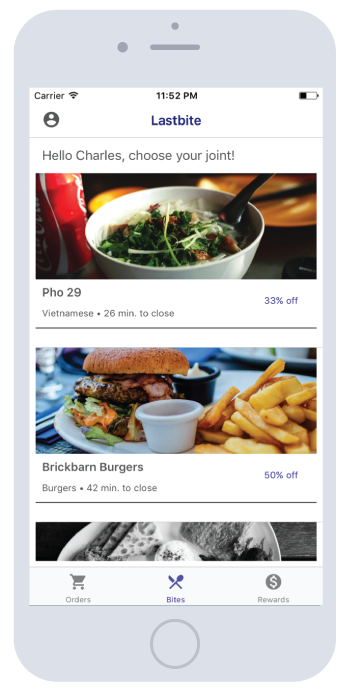 Carrier 11:52 PM
Lastbite
Hello Charles, choose your joint!
Pho 29
33% off
Vietnamese • 26 min. to close
Brickbarn Burgers
50% off
Burgers • 42 min. to close
$
Orders Bites Rewards